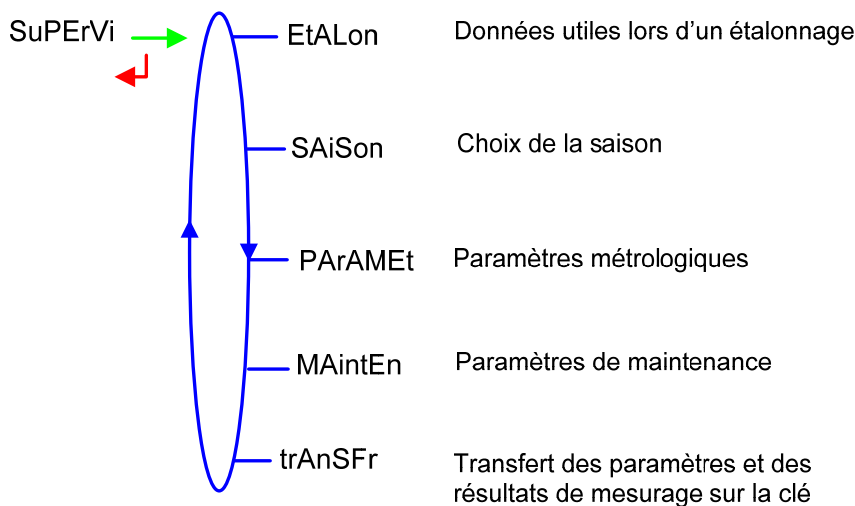 SuPErVi
EtALon Données utiles lors d’un étalonnage
SAiSon Choix de la saison
PArAMEt Paramètres métrologiques
MAintEn Paramètres de maintenance
trAnSFr Transfert des paramètres et des
résultats de mesurage sur la clé